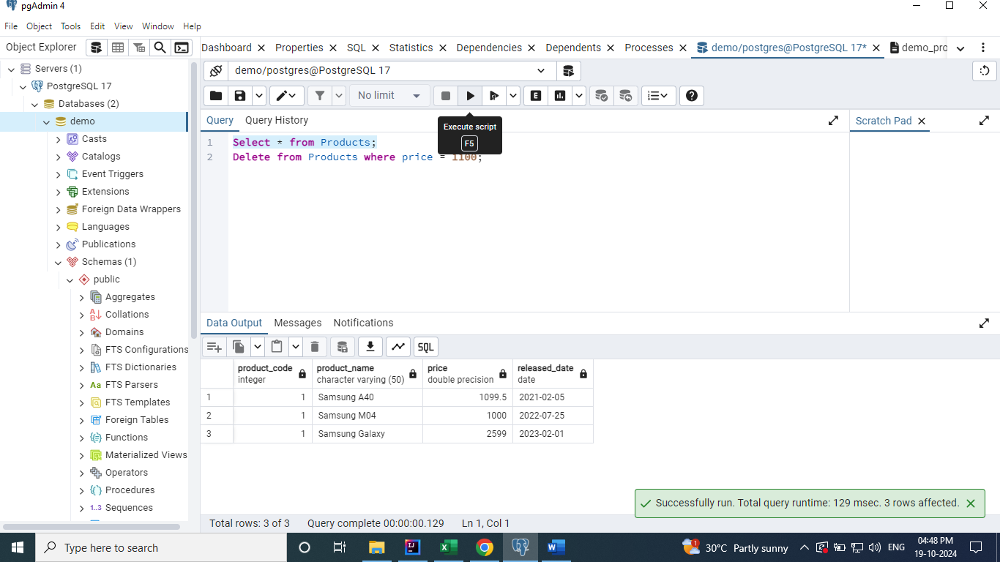 pgAdmin 4
File Object Tools Edit View Window Help
Object Explorer
Dashboard Properties SQL Statistics Dependencies Dependents Processes demo/postgres@PostgreSQL 17* demo_pro
Servers (1)
PostgreSQL 17
Databases (2)
demo
Casts
Catalogs
Event Triggers
Extensions
Foreign Data Wrappers
Languages
Publications
Schemas (1)
public
Aggregates
Collations
Domains
FTS Configurations
FTS Dictionaries
Aa FTS Parsers
FTS Templates
Foreign Tables
Functions
Materialized Views
Operators
Procedures
1..3 Sequences
demo/postgres@PostgreSQL 17
No limit
E
Query Query History
Execute script
F5
Scratch Pad
1 Select * from Products;
2 Delete from Products where price = 1100;
Data Output Messages Notifications
SQL
product_code product_name price released_date
integer character varying (50) double precision date
1 1 Samsung A40 1099.5 2021-02-05
2 1 Samsung M04 1000 2022-07-25
3 1 Samsung Galaxy 2599 2023-02-01
Successfully run. Total query runtime: 129 msec. 3 rows affected.
Total rows: 3 of 3 Query complete 00:00:00.129 Ln 1, Col 1
Type here to search
1
30°C Partly sunny
ENG
04:48 PM
19-10-2024